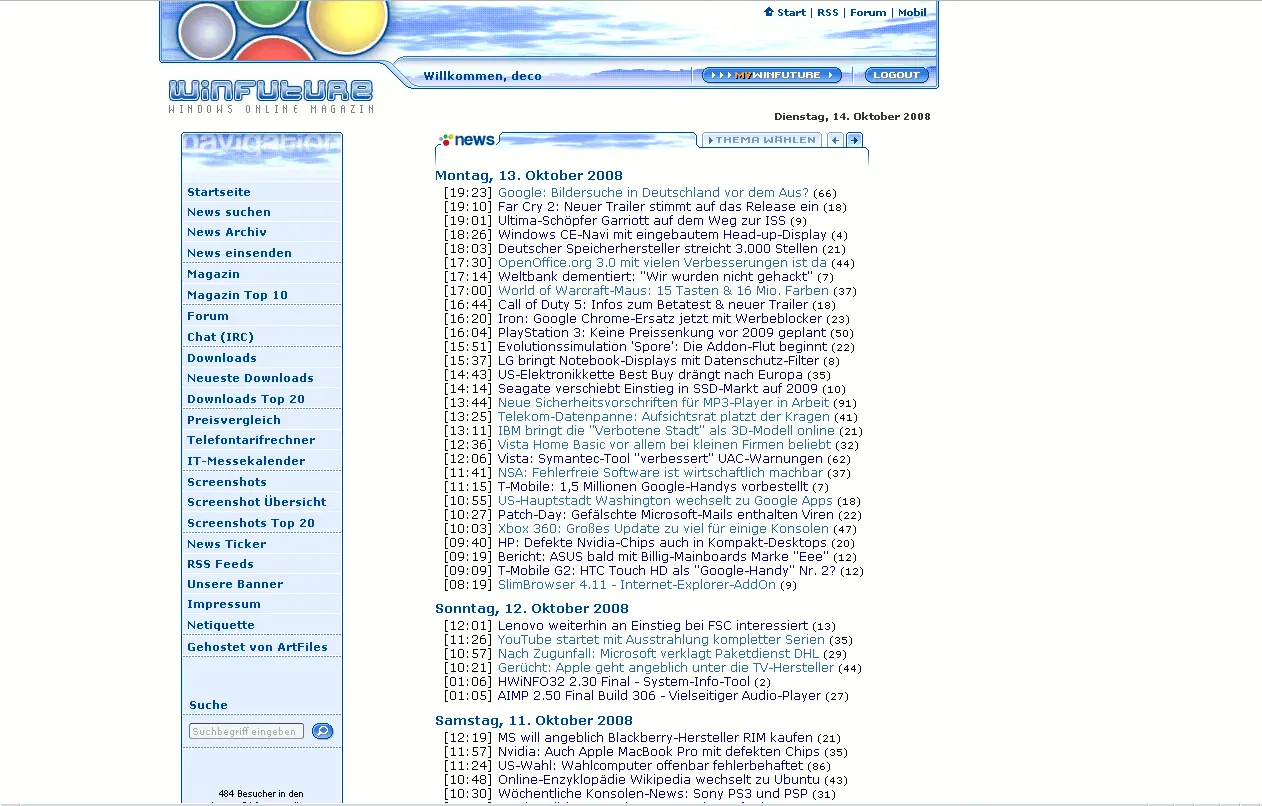 Start | RSS | Forum | Mobil
Willkommen, deco
MYWINFUTURE
LOGOUT
WINFUTURE
WINDOWS ONLINE MAGAZIN
Dienstag, 14. Oktober 2008
navigation
Startseite
News suchen
News Archiv
News einsenden
Magazin
Magazin Top 10
Forum
Chat (IRC)
Downloads
Neueste Downloads
Downloads Top 20
Preisvergleich
Telefontarifrechner
IT-Messekalender
Screenshots
Screenshot Übersicht
Screenshots Top 20
News Ticker
RSS Feeds
Unsere Banner
Impressum
Netiquette
Gehostet von ArtFiles
Suche
Suchbegriff eingeben
484 Besucher in den
news
THEMA WÄHLEN
Montag, 13. Oktober 2008
[19:23] Google: Bildersuche in Deutschland vor dem Aus? (66)
[19:10] Far Cry 2: Neuer Trailer stimmt auf das Release ein (18)
[19:01] Ultima-Schöpfer Garriott auf dem Weg zur ISS (9)
[18:26] Windows CE-Navi mit eingebautem Head-up-Display (4)
[18:03] Deutscher Speicherhersteller streicht 3.000 Stellen (21)
[17:30] OpenOffice.org 3.0 mit vielen Verbesserungen ist da (44)
[17:14] Weltbank dementiert: "Wir wurden nicht gehackt" (7)
[17:00] World of Warcraft-Maus: 15 Tasten & 16 Mio. Farben (37)
[16:44] Call of Duty 5: Infos zum Betatest & neuer Trailer (18)
[16:20] Iron: Google Chrome-Ersatz jetzt mit Werbeblocker (23)
[16:04] PlayStation 3: Keine Preissenkung vor 2009 geplant (50)
[15:51] Evolutionssimulation 'Spore': Die Addon-Flut beginnt (22)
[15:37] LG bringt Notebook-Displays mit Datenschutz-Filter (8)
[14:43] US-Elektronikkette Best Buy drängt nach Europa (35)
[14:14] Seagate verschiebt Einstieg in SSD-Markt auf 2009 (10)
[13:44] Neue Sicherheitsvorschriften für MP3-Player in Arbeit (91)
[13:25] Telekom-Datenpanne: Aufsichtsrat platzt der Kragen (41)
[13:11] IBM bringt die "Verbotene Stadt" als 3D-Modell online (21)
[12:36] Vista Home Basic vor allem bei kleinen Firmen beliebt (32)
[12:06] Vista: Symantec-Tool "verbessert" UAC-Warnungen (62)
[11:41] NSA: Fehlerfreie Software ist wirtschaftlich machbar (37)
[11:15] T-Mobile: 1,5 Millionen Google-Handys vorbestellt (7)
[10:55] US-Hauptstadt Washington wechselt zu Google Apps (18)
[10:27] Patch-Day: Gefälschte Microsoft-Mails enthalten Viren (22)
[10:03] Xbox 360: Großes Update zu viel für einige Konsolen (47)
[09:40] HP: Defekte Nvidia-Chips auch in Kompakt-Desktops (20)
[09:19] Bericht: ASUS bald mit Billig-Mainboards Marke "Eee" (12)
[09:09] T-Mobile G2: HTC Touch HD als "Google-Handy" Nr. 2? (12)
[08:19] SlimBrowser 4.11 - Internet-Explorer-AddOn (9)
Sonntag, 12. Oktober 2008
[12:01] Lenovo weiterhin an Einstieg bei FSC interessiert (13)
[11:26] YouTube startet mit Ausstrahlung kompletter Serien (35)
[10:57] Nach Zugunfall: Microsoft verklagt Paketdienst DHL (29)
[10:21] Gerücht: Apple geht angeblich unter die TV-Hersteller (44)
[01:06] HWiNFO32 2.30 Final - System-Info-Tool (2)
[01:05] AIMP 2.50 Final Build 306 - Vielseitiger Audio-Player (27)
Samstag, 11. Oktober 2008
[12:19] MS will angeblich Blackberry-Hersteller RIM kaufen (21)
[11:57] Nvidia: Auch Apple MacBook Pro mit defekten Chips (35)
[11:24] US-Wahl: Wahlcomputer offenbar fehlerbehaftet (86)
[10:48] Online-Enzyklopädie Wikipedia wechselt zu Ubuntu (43)
[10:30] Wöchentliche Konsolen-News: Sony PS3 und PSP (31)